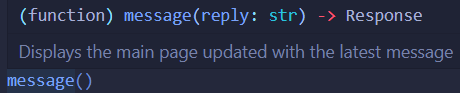 (function) message(reply: str) -> Response
Displays the main page updated with the latest message
message()